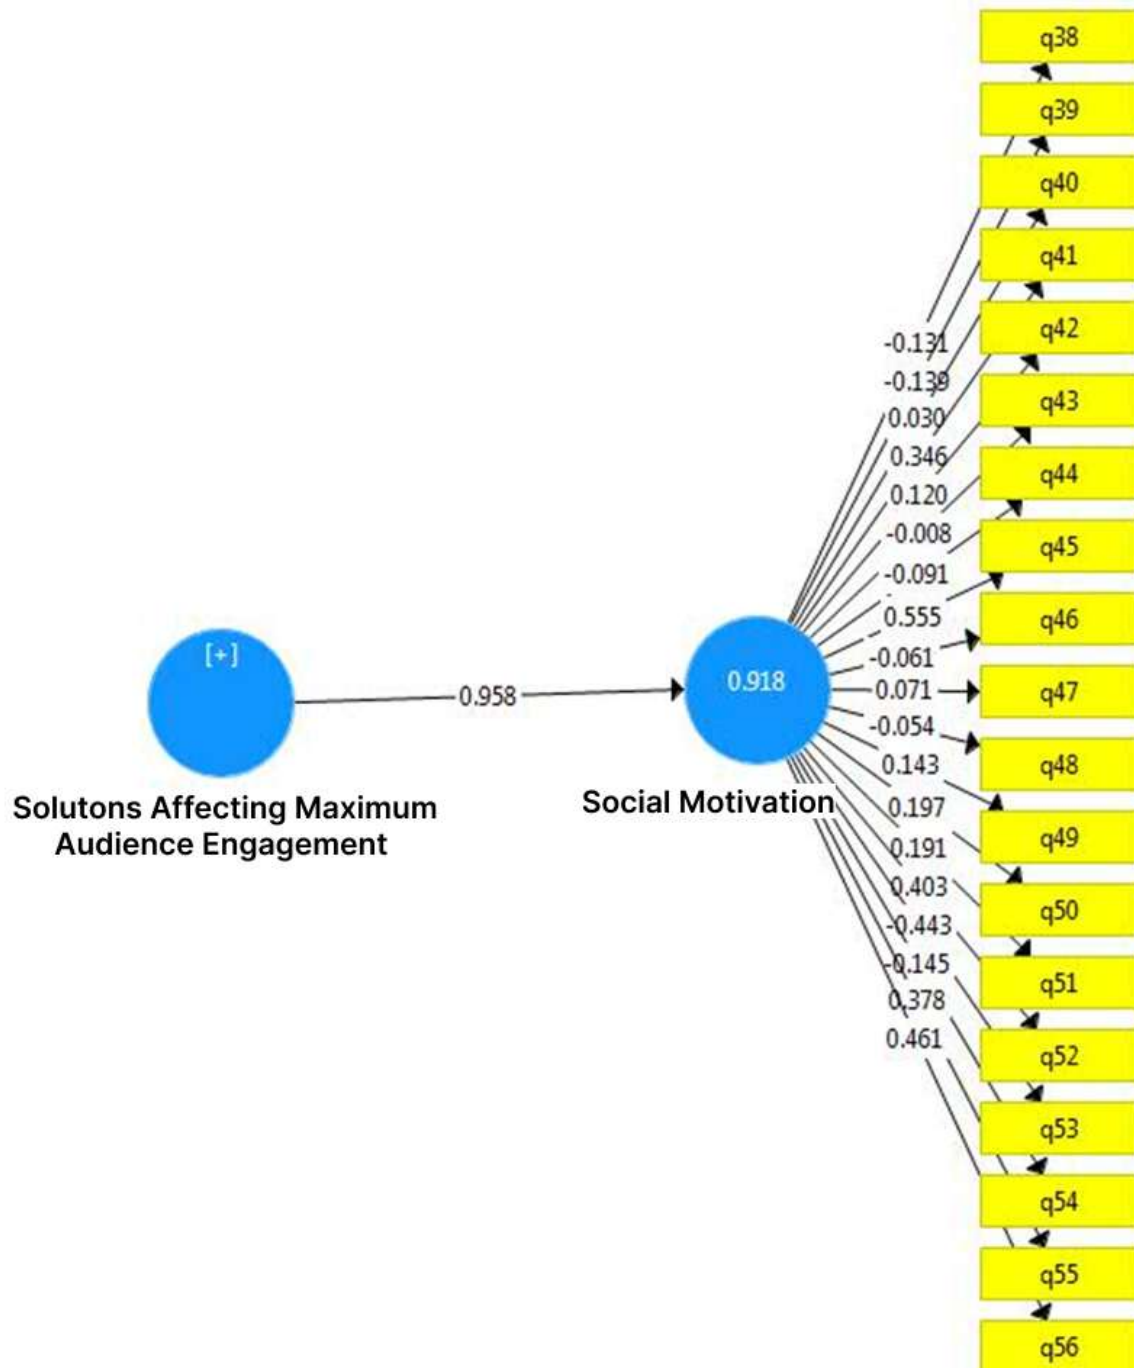 q38
q39
q40
q41
q42
q43
q44
q45
q46
q47
q48
q49
q50
q51
q52
q53
q54
q55
q56
-0.131
-0.139
0.030
0.346
0.120
-0.008
-0.091
0.555
-0.061
0.071
-0.054
0.143
0.197
0.191
0.403
-0.443
-0.145
0.378
0.461
[+]
0.958
0.918
Solutons Affecting Maximum
Audience Engagement
Social Motivation